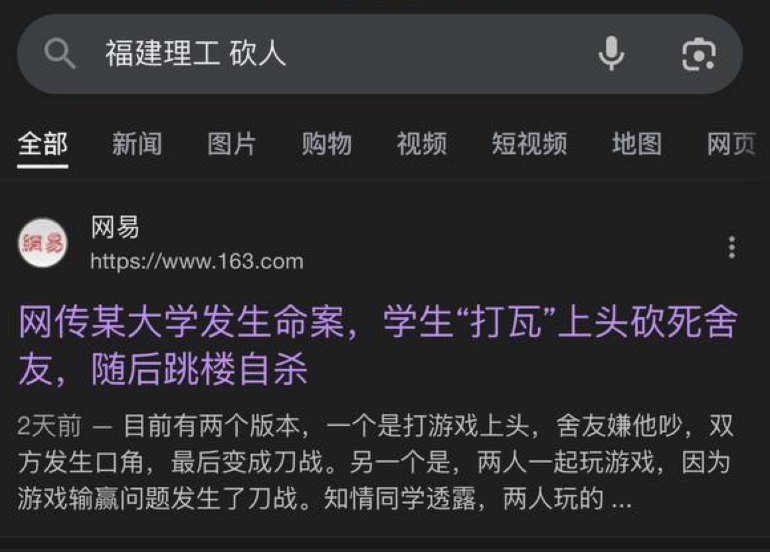 福建理工 砍人
全部 新闻 图片 购物 视频 短视频 地图 网页
網易
网易
https://www.163.com
网传某大学发生命案，学生“打瓦”上头砍死舍
友，随后跳楼自杀
2天前 — 目前有两个版本，一个是打游戏上头，舍友嫌他吵，双
方发生口角，最后变成刀战。另一个是，两人一起玩游戏，因为
游戏输赢问题发生了刀战。知情同学透露，两人玩的 ...